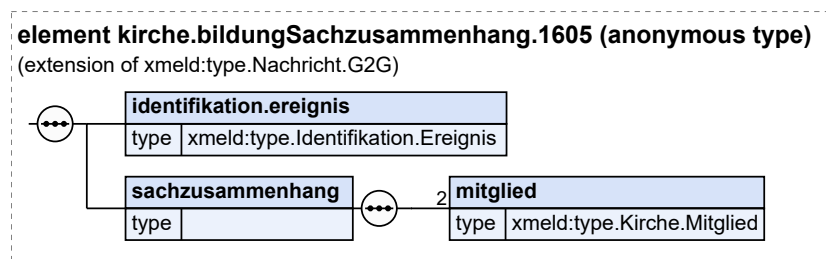 element kirche.bildungSachzusammenhang.1605 (anonymous type)
(extension of xmeld:type.Nachricht.G2G)
identifikation.ereignis
type xmeld:type.Identifikation.Ereignis
sachzusammenhang 2 mitglied
type type xmeld:type.Kirche.Mitglied